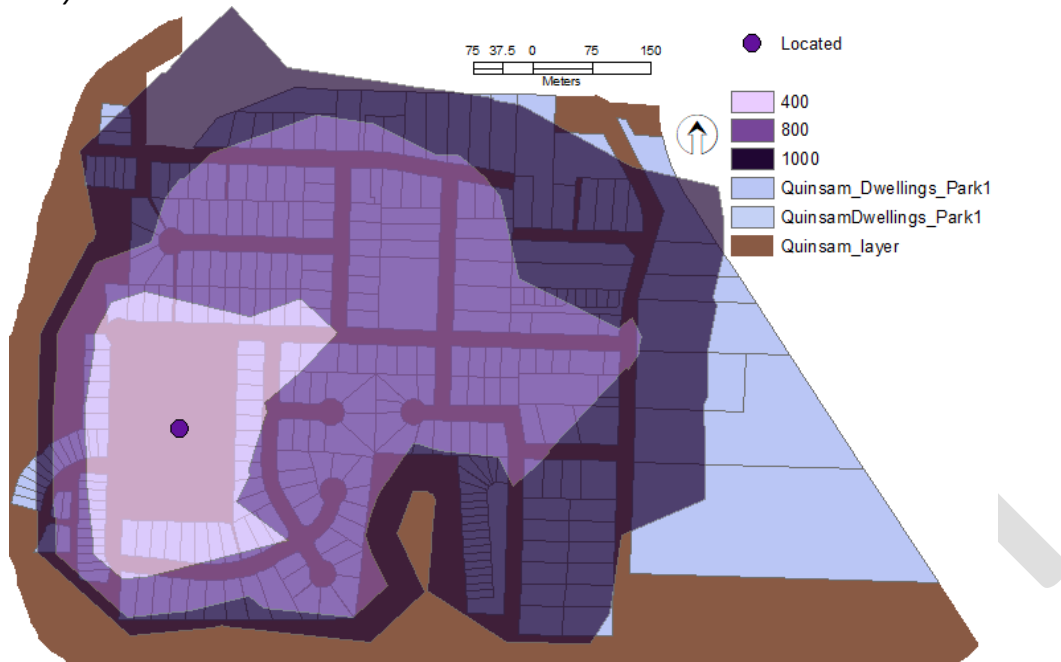 75 37.5 0 75 150
Meters
Located
400
800
1000
Quinsam_Dwellings_Park1
QuinsamDwellings_Park1
Quinsam_layer